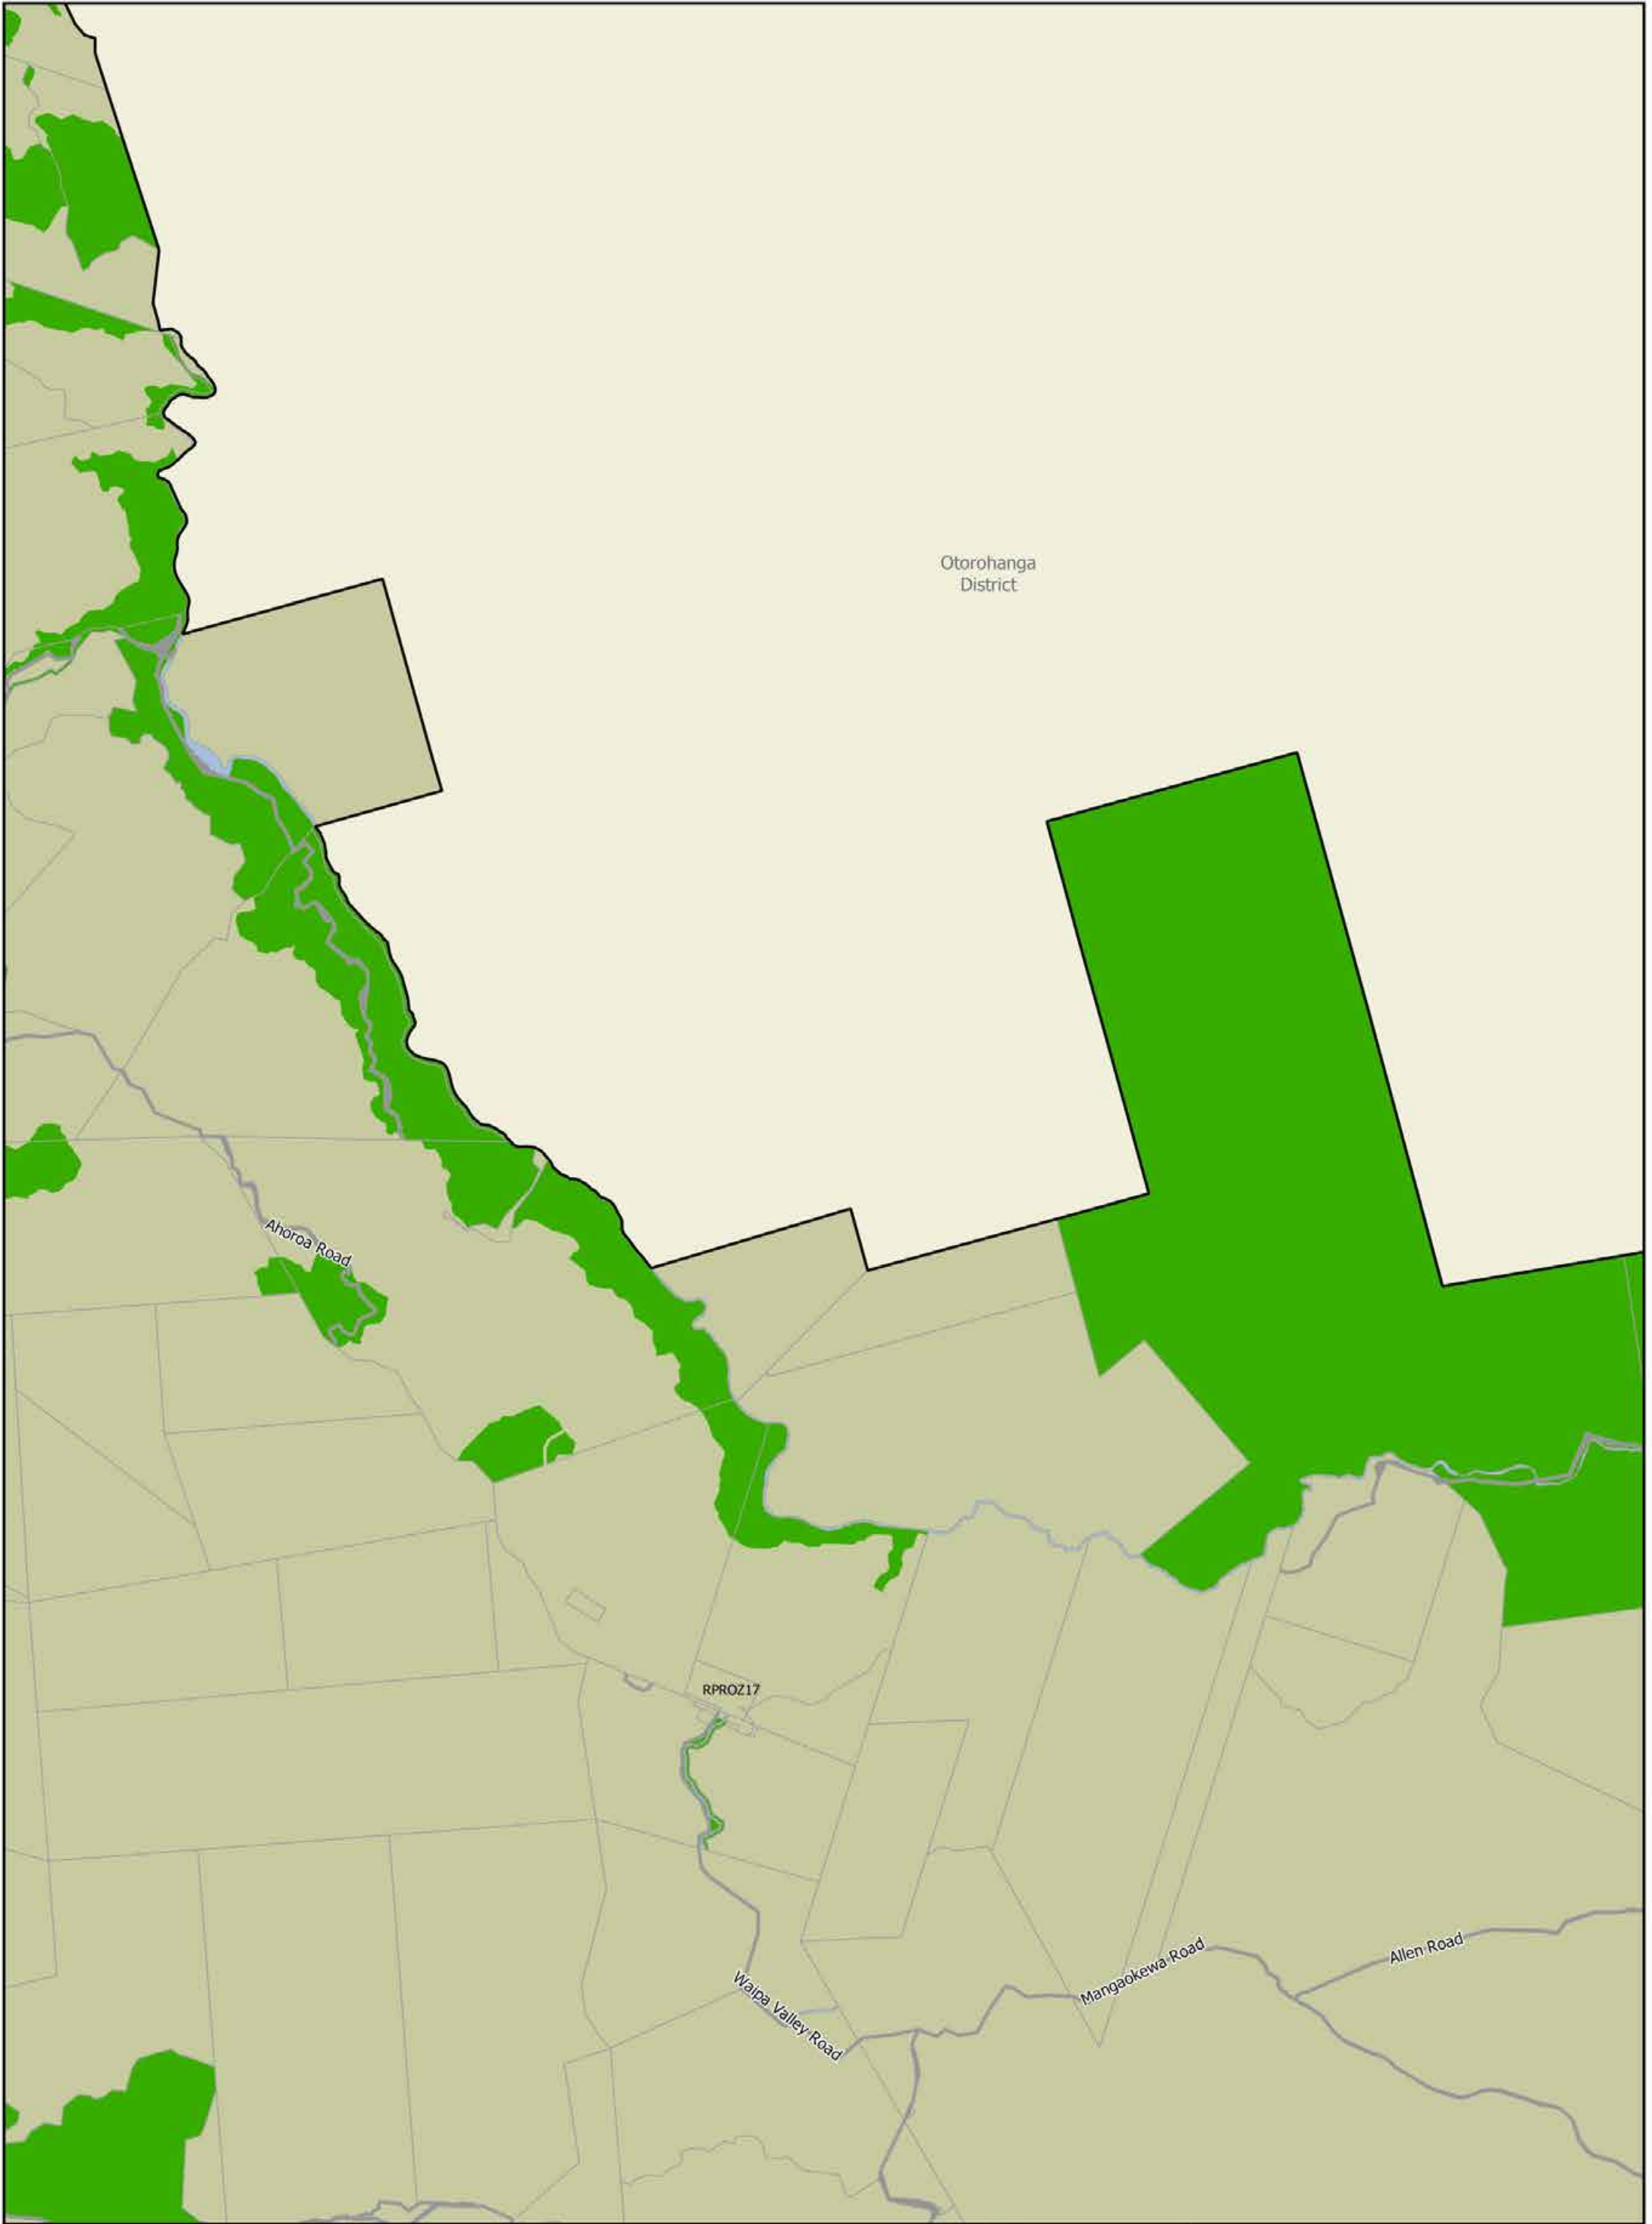 Otorohanga
District
Ahoroa Road
RPROZ17
Allen Road
Mangaokewa Road
Waipa Valley Road